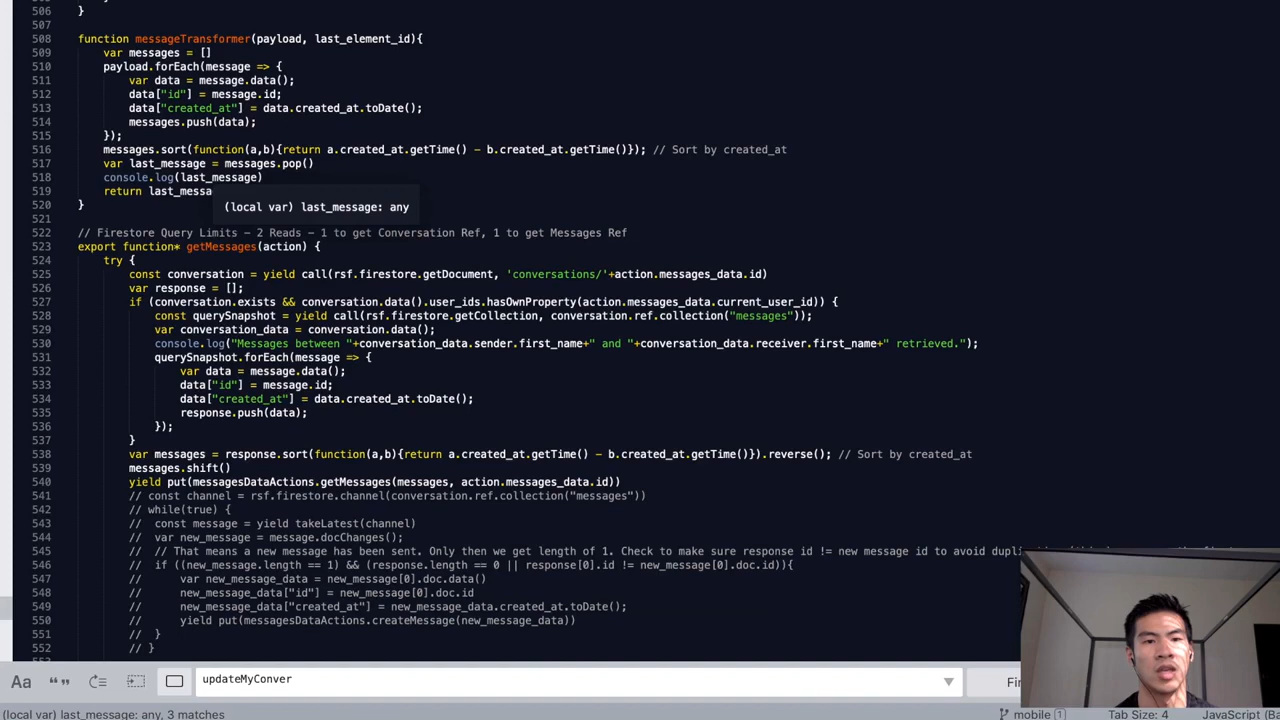 506 }
507
508 function messageTransformer(payload, last_element_id){
509 var messages = []
510 payload.forEach(message => {
511 var data = message.data();
512 data["id"] = message.id;
513 data["created_at"] = data.created_at.toDate();
514 messages.push(data);
515 });
516 messages.sort(function(a,b){return a.created_at.getTime() - b.created_at.getTime()}); // Sort by created_at
517 var last_message = messages.pop()
518 console.log(last_message)
519 return last_messa
(local var) last_message: any
520 }
521
522 // Firestore Query Limits - 2 Reads - 1 to get Conversation Ref, 1 to get Messages Ref
523 export function* getMessages(action) {
524 try {
525 const conversation = yield call(rsf.firestore.getDocument, 'conversations/'+action.messages_data.id)
526 var response = [];
527 if (conversation.exists && conversation.data().user_ids.hasOwnProperty(action.messages_data.current_user_id)) {
528 const querySnapshot = yield call(rsf.firestore.getCollection, conversation.ref.collection("messages"));
529 var conversation_data = conversation.data();
530 console.log("Messages between "+conversation_data.sender.first_name+" and "+conversation_data.receiver.first_name+" retrieved.");
531 querySnapshot.forEach(message => {
532 var data = message.data();
533 data["id"] = message.id;
534 data["created_at"] = data.created_at.toDate();
535 response.push(data);
536 });
537 }
538 var messages = response.sort(function(a,b){return a.created_at.getTime() - b.created_at.getTime()}).reverse(); // Sort by created_at
539 messages.shift()
540 yield put(messagesDataActions.getMessages(messages, action.messages_data.id))
541 // const channel = rsf.firestore.channel(conversation.ref.collection("messages"))
542 // while(true) {
543 // const message = yield takeLatest(channel)
544 // var new_message = message.docChanges();
545 // // That means a new message has been sent. Only then we get length of 1. Check to make sure response id != new message id to avoid dupli
546 // if ((new_message.length == 1) && (response.length == 0 || response[0].id != new_message[0].doc.id)){
547 // var new_message_data = new_message[0].doc.data()
548 // new_message_data["id"] = new_message[0].doc.id
549 // new_message_data["created_at"] = new_message_data.created_at.toDate();
550 // yield put(messagesDataActions.createMessage(new_message_data))
551 // }
552 // }
Aa updateMyConver Fi
(local var) last_message: any, 3 matches mobile 1 Tab Size: 4 JavaScript (Ba